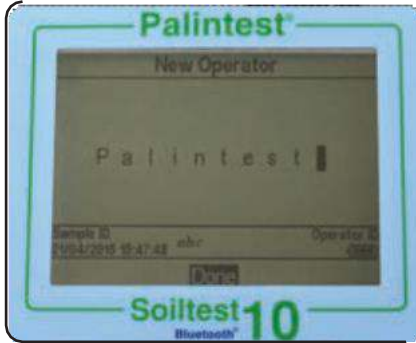 Palintest®
New Operator
Palintest
Sample ID
Operator ID
abc
Done
Soiltest 10
Bluetooth®